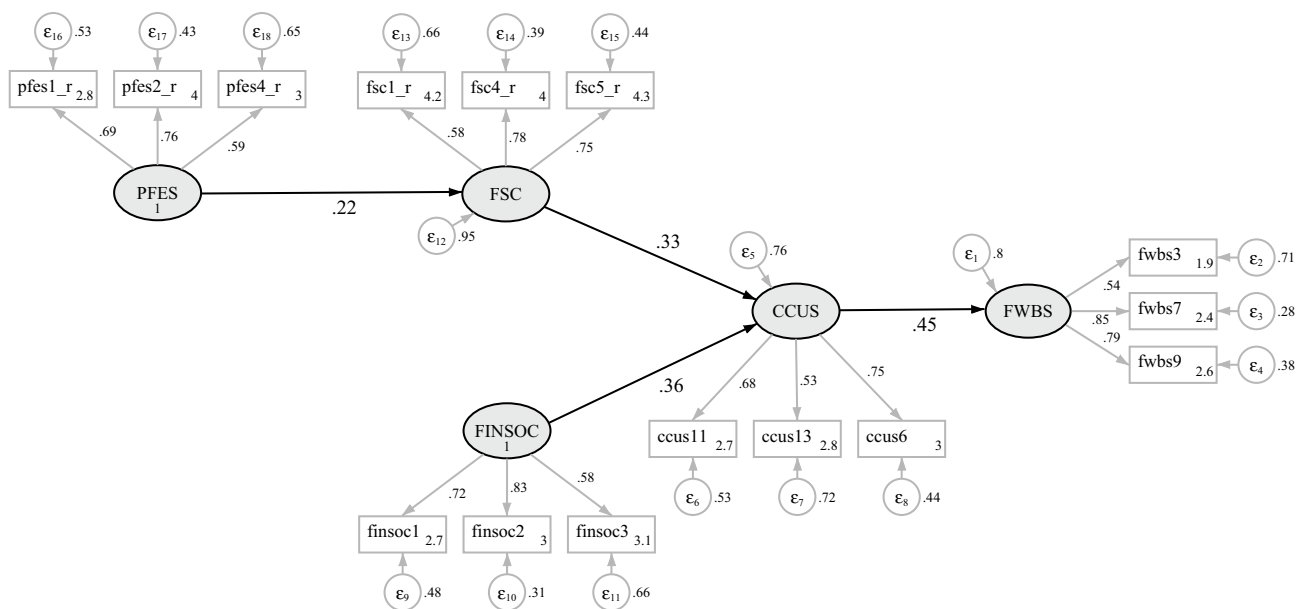 ε16 .53 ε17 .43 ε18 .65 ε13 .66 ε14 .39 ε15 .44
pfes1_r 2.8 pfes2_r 4 pfes4_r 3 fsc1_r 4.2 fsc4_r 4 fsc5_r 4.3
.69 .76 .59 .58 .78 .75
PFES 1 .22 FSC
ε12 .95
.33
ε5 .76 ε1 .8
fwbs3 1.9 ε2 .71
.54
CCUS .45 FWBS .85 fwbs7 2.4 ε3 .28
.79
fwbs9 2.6 ε4 .38
.36
.68 .53 .75
FINSOC 1
ccus11 2.7 ccus13 2.8 ccus6 3
.72 .83 .58
ε6 .53 ε7 .72 ε8 .44
finsoc1 2.7 finsoc2 3 finsoc3 3.1
ε9 .48 ε10 .31 ε11 .66